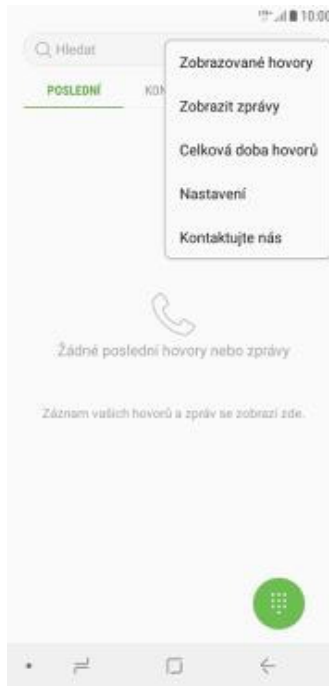 10:00
Hledat
Zobrazované hovory
POSLEDNÍ
Zobrazit zprávy
Celková doba hovorů
Nastavení
Kontaktujte nás
Žádné poslední hovory nebo zprávy
Záznam vašich hovorů a zpráv se zobrazí zde.